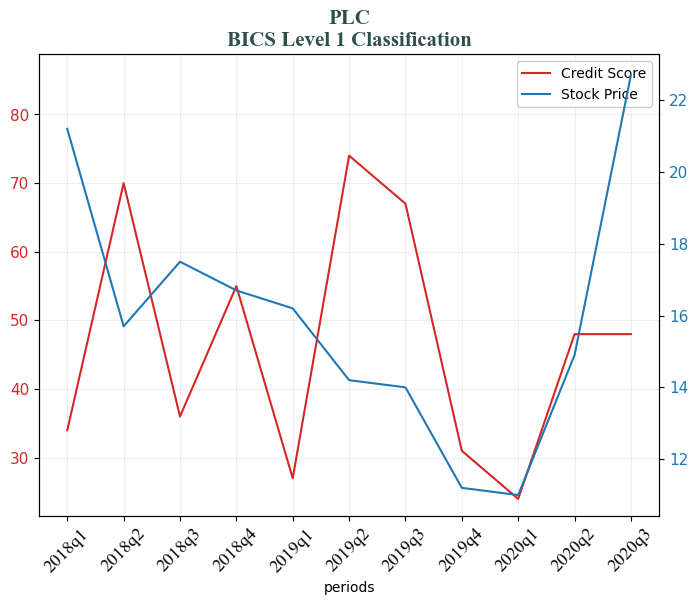 PLC
BICS Level 1 Classification
Credit Score
Stock Price
80
70
60
50
40
30
22
20
18
16
14
12
2018q1
2018q2
2018q3
2018q4
2019q1
2019q2
2019q3
2019q4
2020q1
2020q2
2020q3
periods